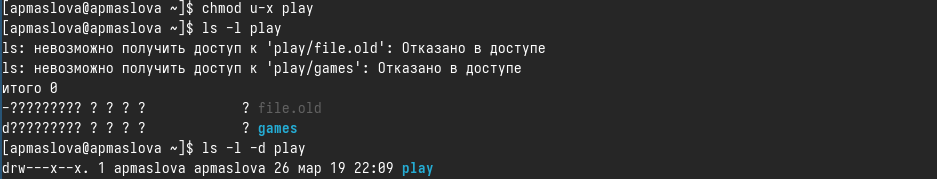 [apmaslova@apmaslova ~]$ chmod u-x play
[apmaslova@apmaslova ~]$ ls -l play
ls: невозможно получить доступ к 'play/file.old': Отказано в доступе
ls: невозможно получить доступ к 'play/games': Отказано в доступе
итого 0
-????????? ? ? ? ?            ? file.old
d????????? ? ? ? ?            ? games
[apmaslova@apmaslova ~]$ ls -l -d play
drw---x--x. 1 apmaslova apmaslova 26 мар 19 22:09 play